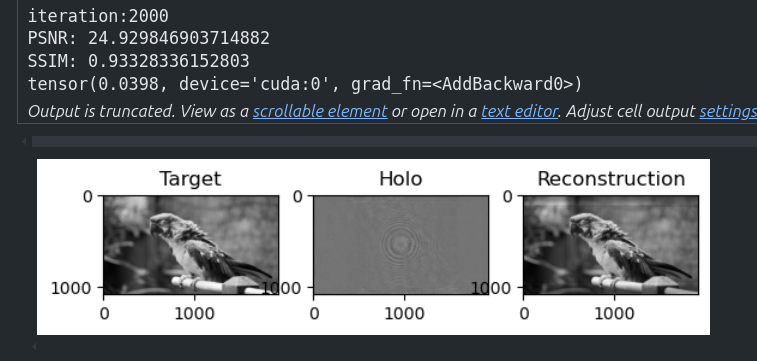 iteration:2000
PSNR: 24.929846903714882
SSIM: 0.93328336152803
tensor(0.0398, device='cuda:0', grad_fn=<AddBackward0>)
Output is truncated. View as a scrollable element or open in a text editor. Adjust cell output settings
Target Holo Reconstruction
0 0 0
1000 1000 1000
0 1000 0 1000 0 1000